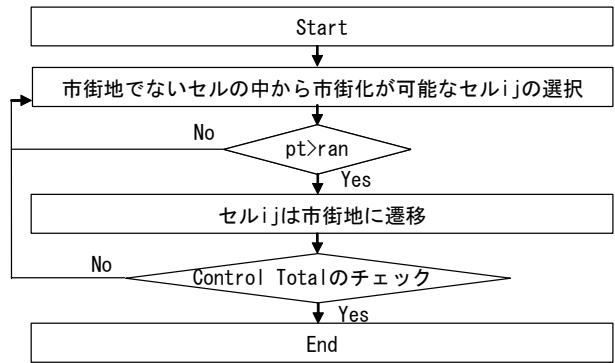 Start
市街地でないセルの中から市街化が可能なセルijの選択
No
pt>ran
Yes
セルijは市街地に遷移
No
Control Totalのチェック
Yes
End